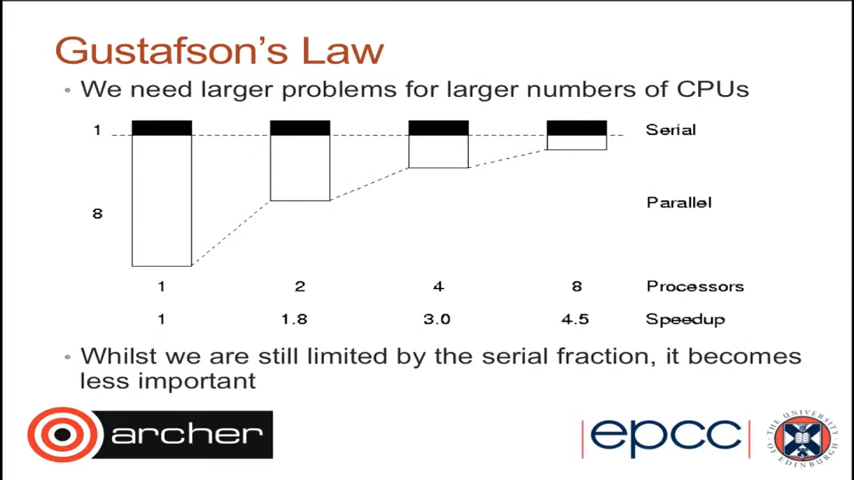 Gustafson's Law
• We need larger problems for larger numbers of CPUs
1 Serial
Parallel
8
1 2 4 8 Processors
1 1.8 3.0 4.5 Speedup
• Whilst we are still limited by the serial fraction, it becomes
less important
archer
epcc
THE UNIVERSITY
OF EDINBURGH